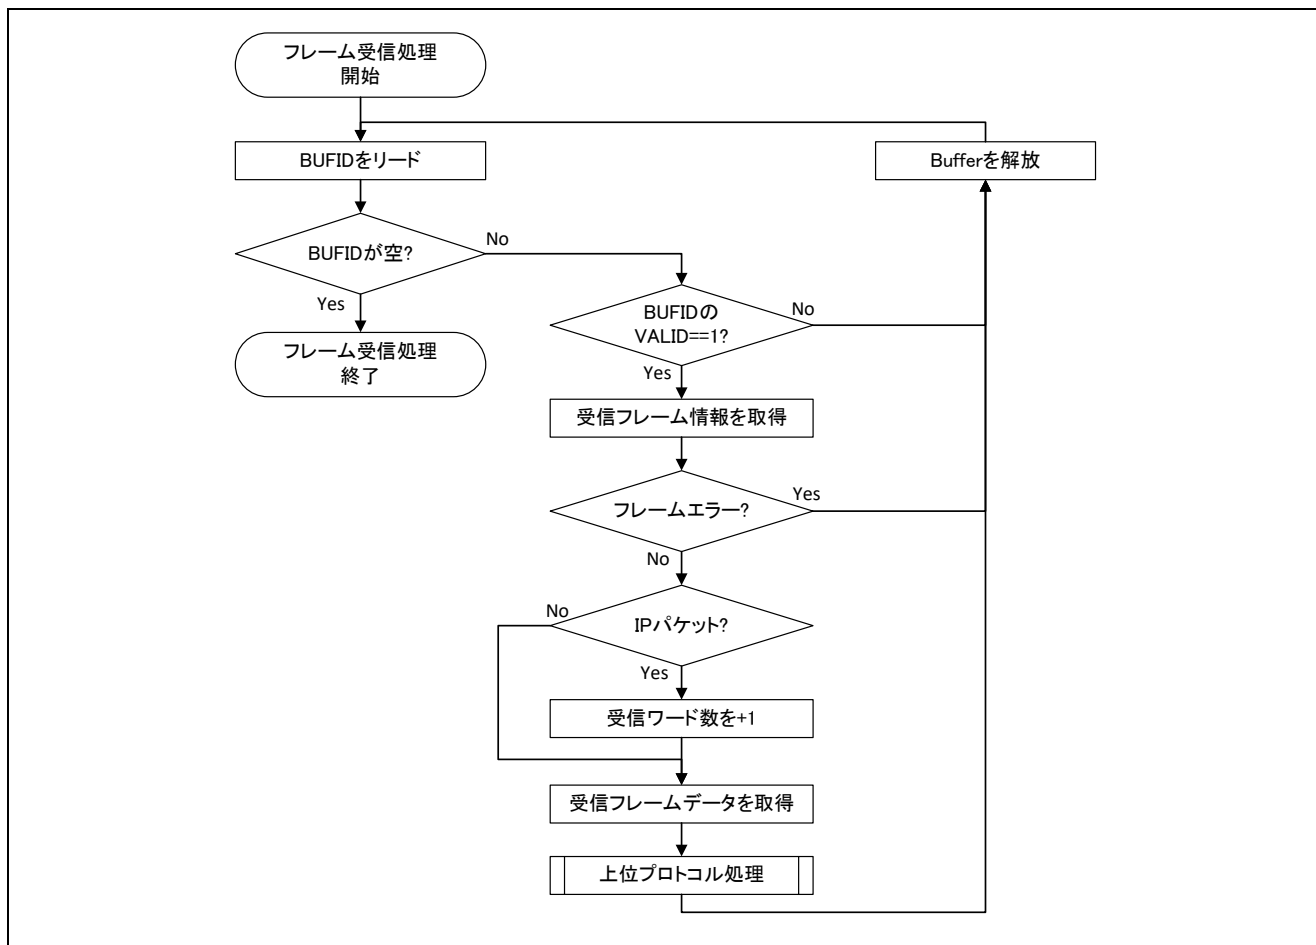 フレーム受信処理
開始
BUFIDをリード
Bufferを解放
BUFIDが空?
No
Yes
フレーム受信処理
終了
BUFIDの
VALID==1?
No
Yes
受信フレーム情報を取得
フレームエラー?
Yes
No
IPパケット?
No
Yes
受信ワード数を+1
受信フレームデータを取得
上位プロトコル処理